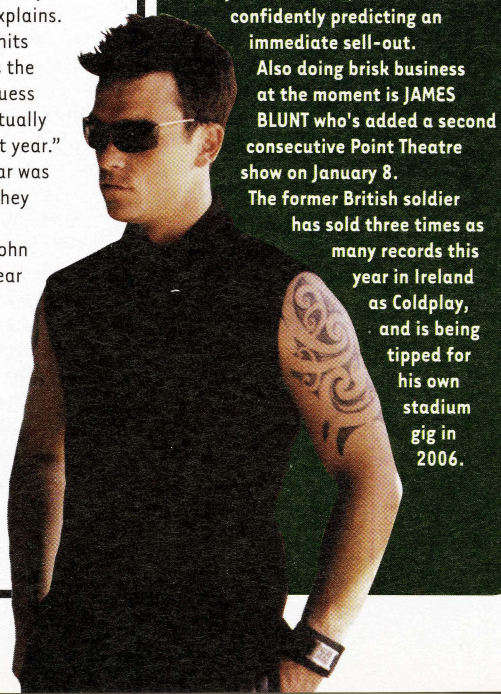 xplains.
nits
s the
uess
tually
t year.”
ar was
hey
ohn
ear
confidently predicting an
immediate sell-out.
Also doing brisk business
at the moment is JAMES
BLUNT who's added a second
consecutive Point Theatre
show on January 8.
The former British soldier
has sold three times as
many records this
year in Ireland
as Coldplay,
and is being
tipped for
his own
stadium
gig in
2006.